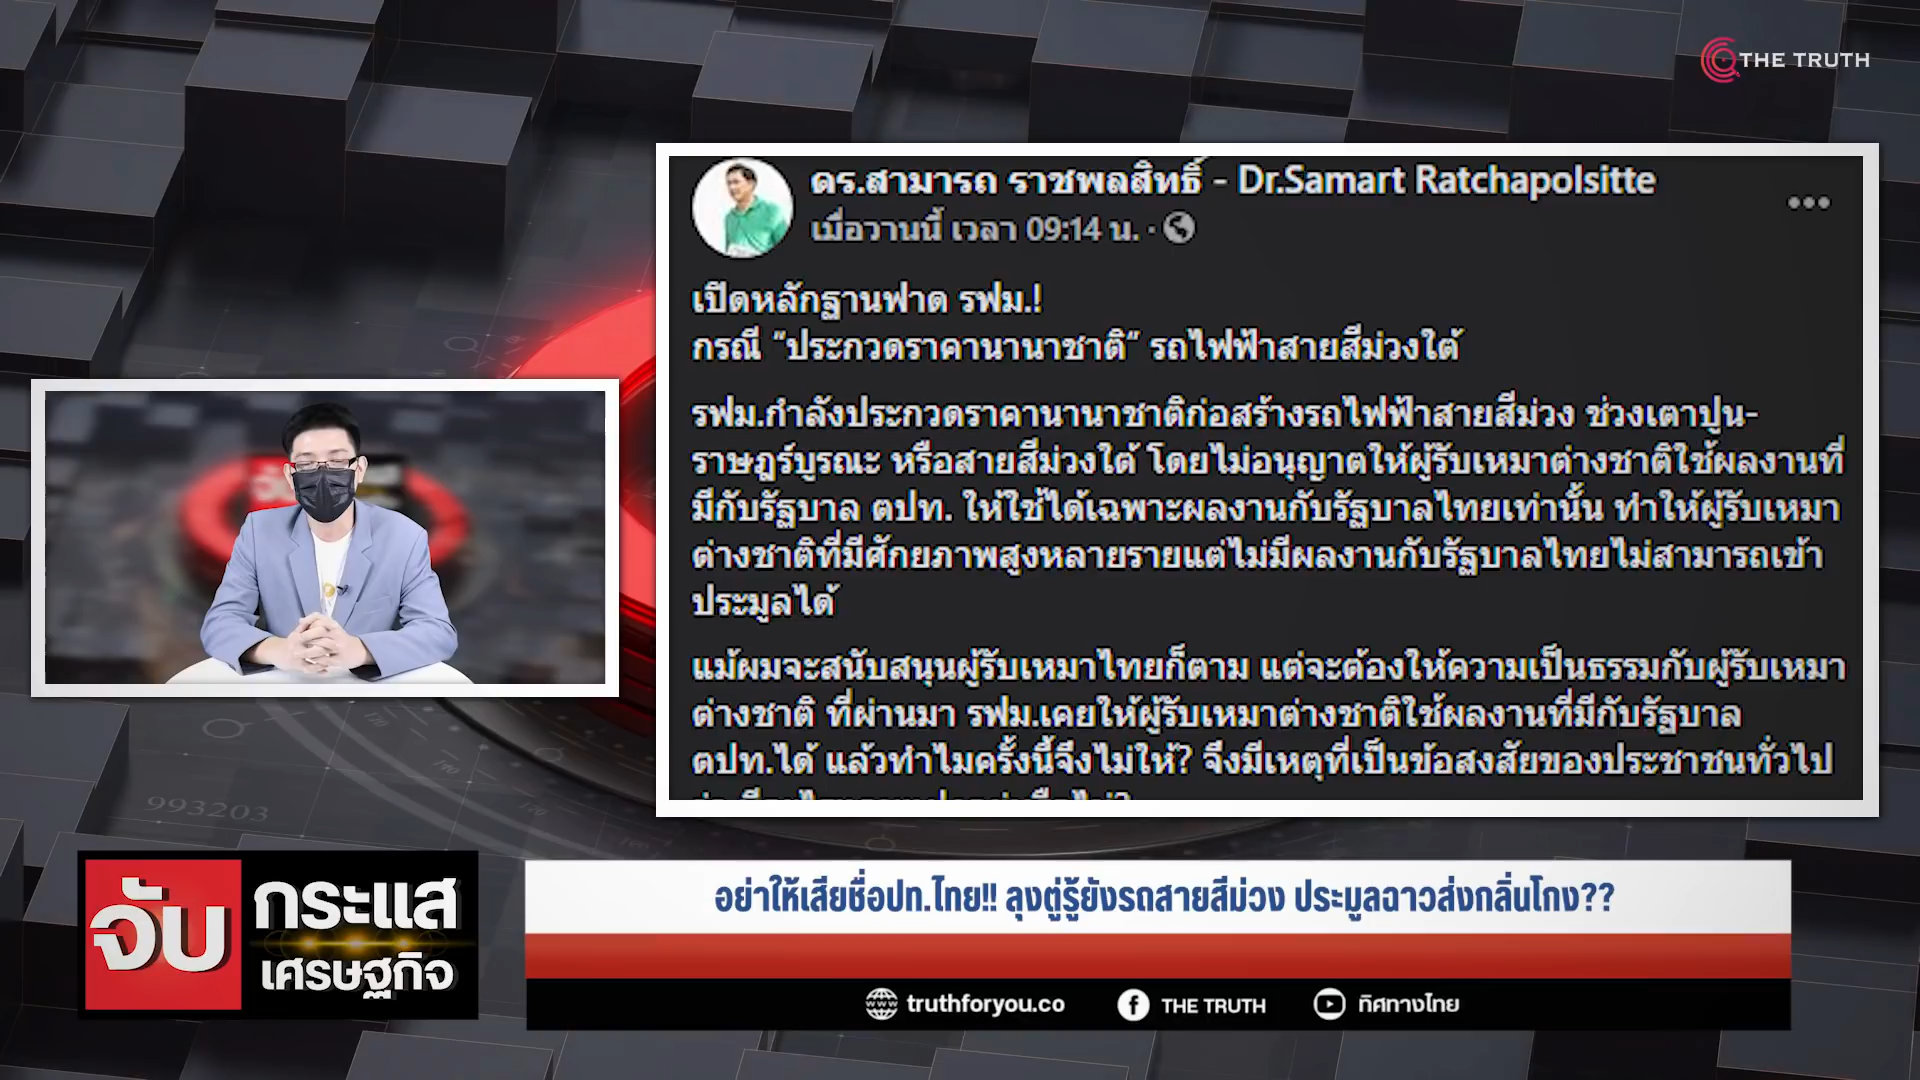 THE TRUTH
ดร.สามารถ ราชพลสิทธิ์ - Dr.Samart Ratchapolsitte
เมื่อวานนี้ เวลา 09:14 น. ·
เปิดหลักฐานฟาด รฟม.!
กรณี “ประกวดราคานานาชาติ” รถไฟฟ้าสายสีม่วงใต้
รฟม.กำลังประกวดราคานานาชาติก่อสร้างรถไฟฟ้าสายสีม่วง ช่วงเตาปูน-
ราษฎร์บูรณะ หรือสายสีม่วงใต้ โดยไม่อนุญาตให้ผู้รับเหมาต่างชาติใช้ผลงานที่
มีกับรัฐบาล ตปท. ให้ใช้ได้เฉพาะผลงานกับรัฐบาลไทยเท่านั้น ทำให้ผู้รับเหมา
ต่างชาติที่มีศักยภาพสูงหลายรายแต่ไม่มีผลงานกับรัฐบาลไทยไม่สามารถเข้า
ประมูลได้
แม้ผมจะสนับสนุนผู้รับเหมาไทยก็ตาม แต่จะต้องให้ความเป็นธรรมกับผู้รับเหมา
ต่างชาติ ที่ผ่านมา รฟม.เคยให้ผู้รับเหมาต่างชาติใช้ผลงานที่มีกับรัฐบาล
ตปท.ได้ แล้วทำไมครั้งนี้จึงไม่ให้? จึงมีเหตุที่เป็นข้อสงสัยของประชาชนทั่วไป
993203
จับ
กระแส
เศรษฐกิจ
อย่าให้เสียชื่อปท.ไทย!! ลุงตู่รู้ยังรถสายสีม่วง ประมูลฉาวส่งกลิ่นโกง??
truthforyou.co THE TRUTH ทิศทางไทย